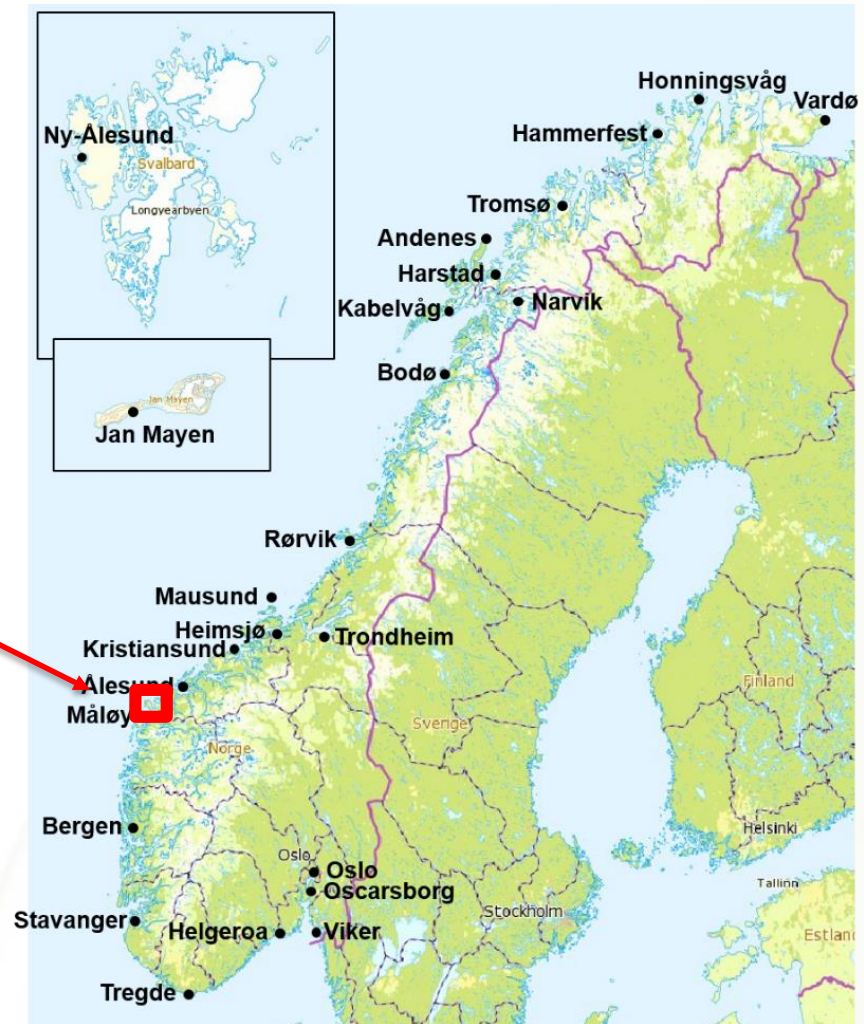 Honningsvåg
Vardø
Hammerfest
Ny-Ålesund
Svalbard
Longyearbyen
Tromsø
Andenes
Harstad
Narvik
Kabelvåg
Bodø
Jan Mayen
Jan Mayen
Rørvik
Mausund
Heimsjø
Trondheim
Kristiansund
Ålesund
Finland
Måløy
Sverige
Norge
Bergen
Helsinki
Oslo
Oslo
Tallinn
Oscarsborg
Stockholm
Stavanger
Helgeroa
Viker
Estland
Tregde